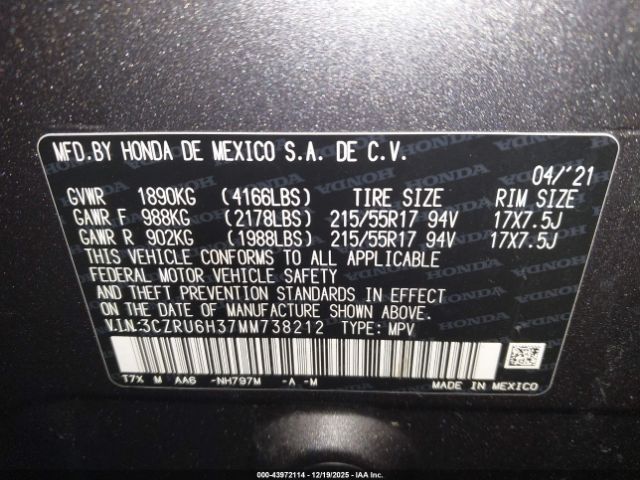 MFD.BY HONDA DE MEXICO S.A. DE C.V.
04/'21
GVWR 1890KG (4166LBS) TIRE SIZE RIM SIZE
GAWR F 988KG (2178LBS) 215/55R17 94V 17X7.5J
GAWR R 902KG (1988LBS) 215/55R17 94V 17X7.5J
THIS VEHICLE CONFORMS TO ALL APPLICABLE
FEDERAL MOTOR VEHICLE SAFETY
AND THEFT PREVENTION STANDARDS IN EFFECT
ON THE DATE OF MANUFACTURE SHOWN ABOVE.
V.I.N:3CZRU6H37MM738212 TYPE: MPV
T7X M AA6 -NH797M -A -M
MADE IN MEXICO
000-43972114 - 12/19/2025 - IAA Inc.